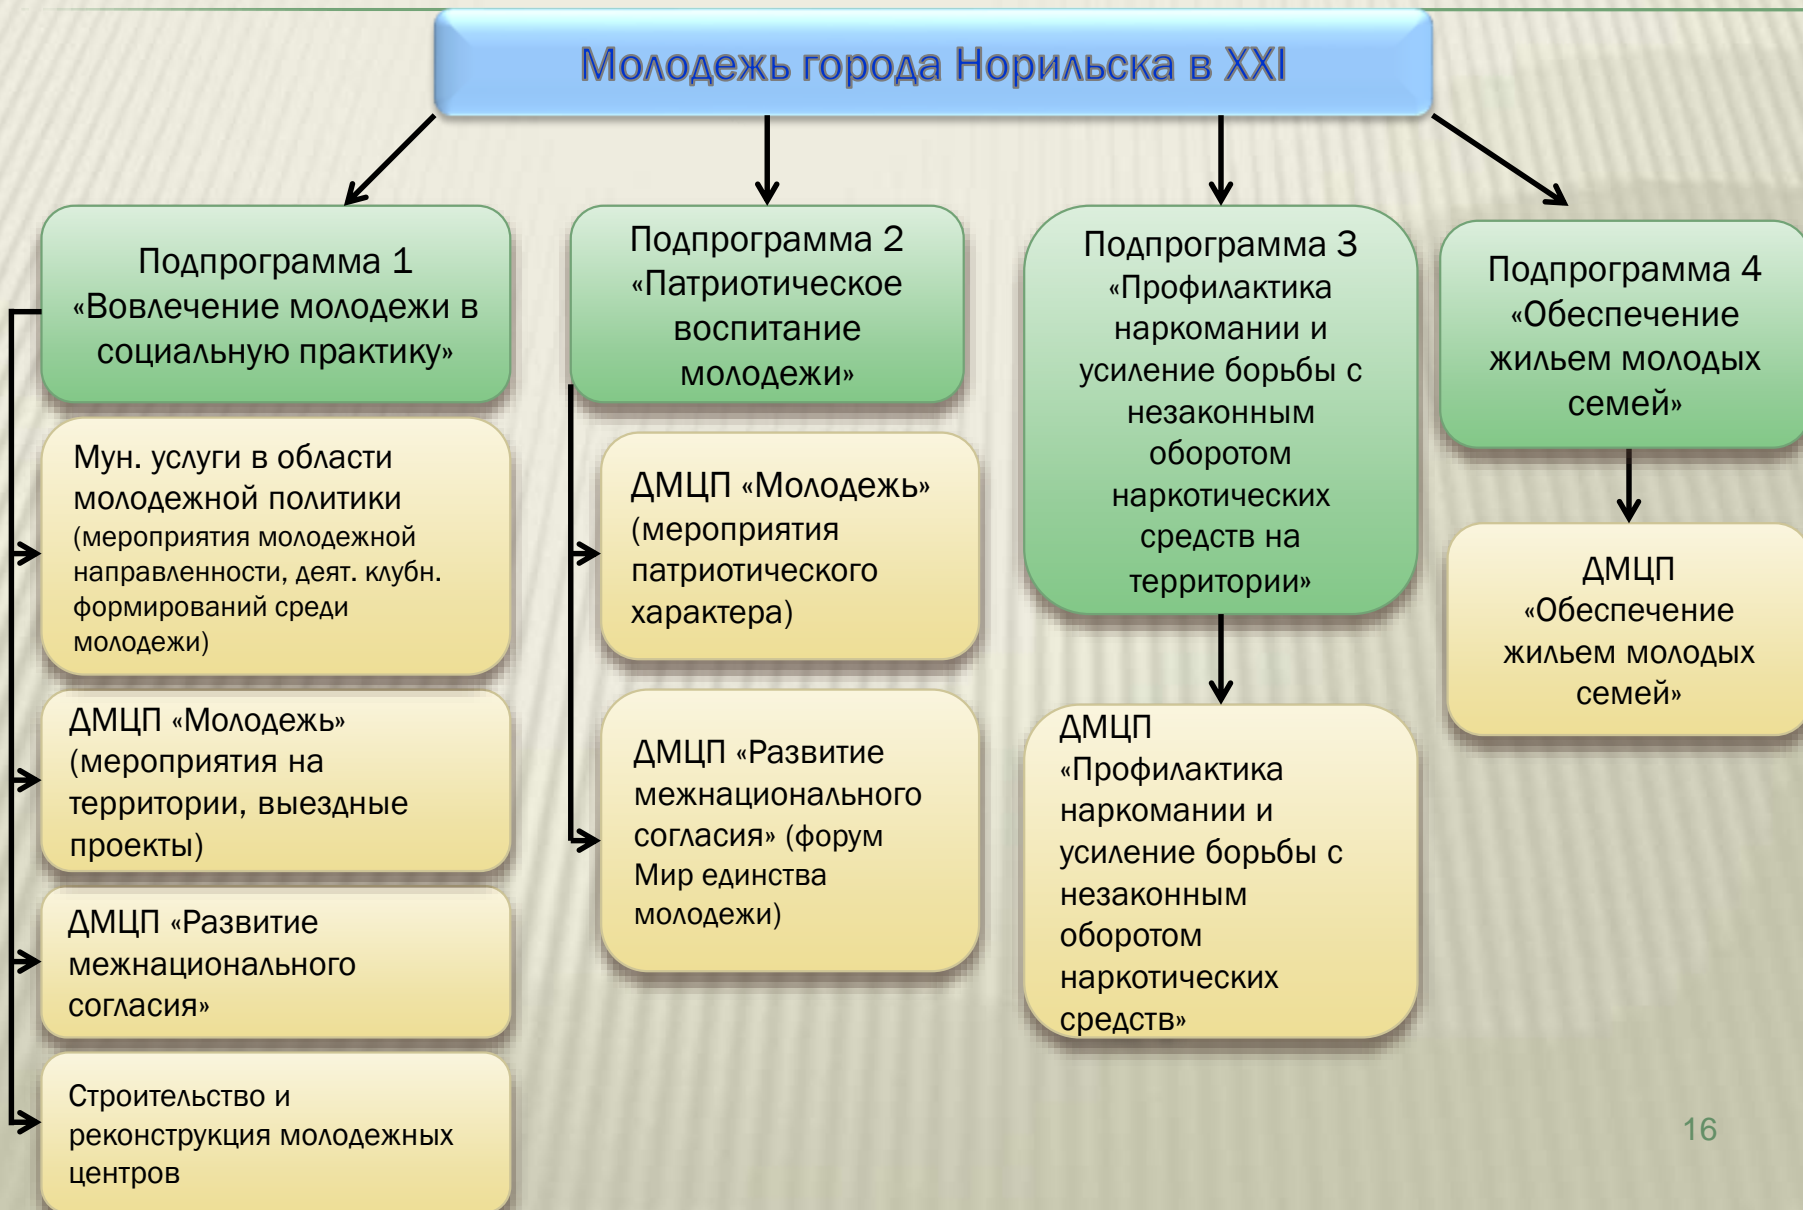 Молодежь города Норильска в XXI
Подпрограмма 1
«Вовлечение молодежи в
социальную практику»
Мун. услуги в области
молодежной политики
(мероприятия молодежной
направленности, деят. клубн.
формирований среди
молодежи)
ДМЦП «Молодежь»
(мероприятия на
территории, выездные
проекты)
ДМЦП «Развитие
межнационального
согласия»
Строительство и
реконструкция молодежных
центров
Подпрограмма 2
«Патриотическое
воспитание
молодежи»
ДМЦП «Молодежь»
(мероприятия
патриотического
характера)
ДМЦП «Развитие
межнационального
согласия» (форум
Мир единства
молодежи)
Подпрограмма 3
«Профилактика
наркомании и
усиление борьбы с
незаконным
оборотом
наркотических
средств на
территории»
ДМЦП
«Профилактика
наркомании и
усиление борьбы с
незаконным
оборотом
наркотических
средств»
Подпрограмма 4
«Обеспечение
жильем молодых
семей»
ДМЦП
«Обеспечение
жильем молодых
семей»
16